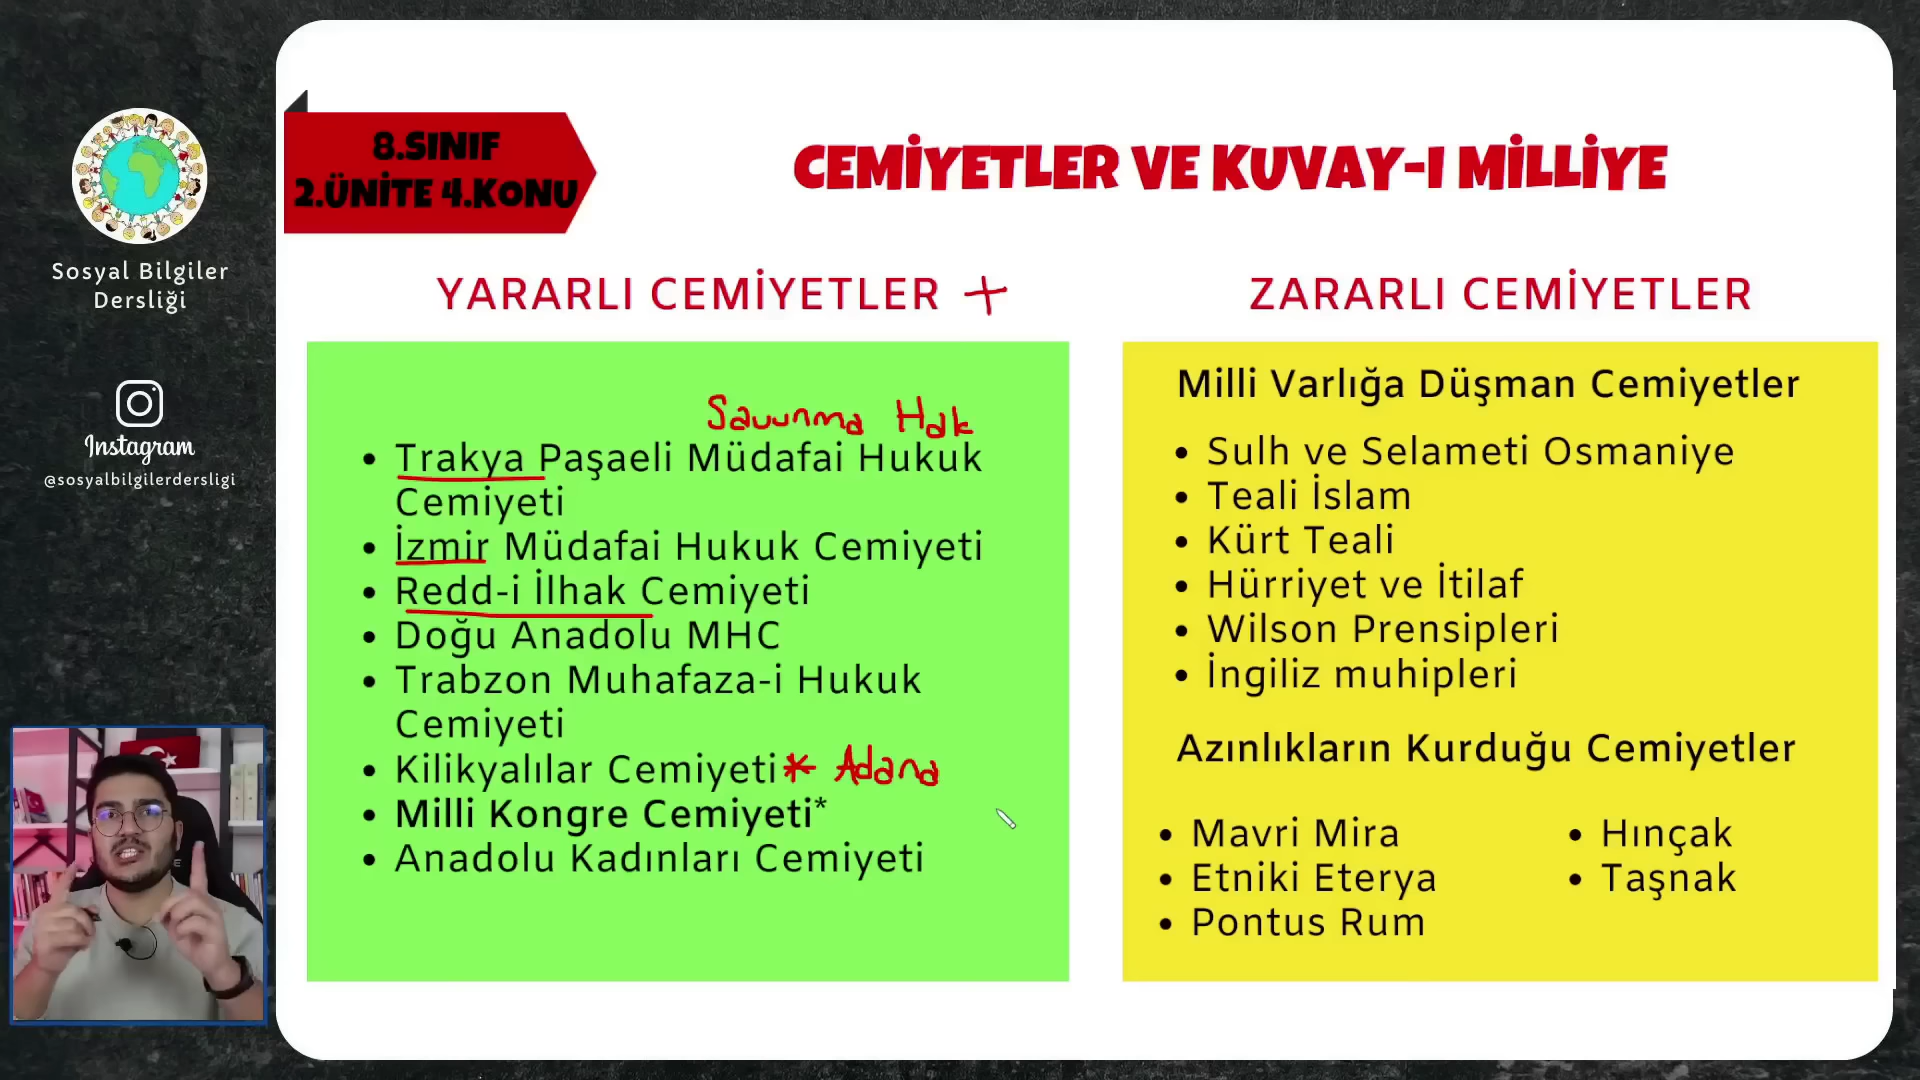 8.SINIF
2.ÜNİTE 4.KONU
CEMİYETLER VE KUVAY-I MİLLİYE
Sosyal Bilgiler
Dersliği
Instagram
@sosyalbilgilerdersligi
YARARLI CEMİYETLER +
Savunma Hak
• Trakya Paşaeli Müdafai Hukuk
Cemiyeti
• İzmir Müdafai Hukuk Cemiyeti
• Redd-i İlhak Cemiyeti
• Doğu Anadolu MHC
• Trabzon Muhafaza-i Hukuk
Cemiyeti
• Kilikyalılar Cemiyeti* Adana
• Milli Kongre Cemiyeti*
• Anadolu Kadınları Cemiyeti
ZARARLI CEMİYETLER
Milli Varlığa Düşman Cemiyetler
• Sulh ve Selameti Osmaniye
• Teali İslam
• Kürt Teali
• Hürriyet ve İtilaf
• Wilson Prensipleri
• İngiliz muhipleri
Azınlıkların Kurduğu Cemiyetler
• Mavri Mira
• Etniki Eterya
• Pontus Rum
• Hınçak
• Taşnak